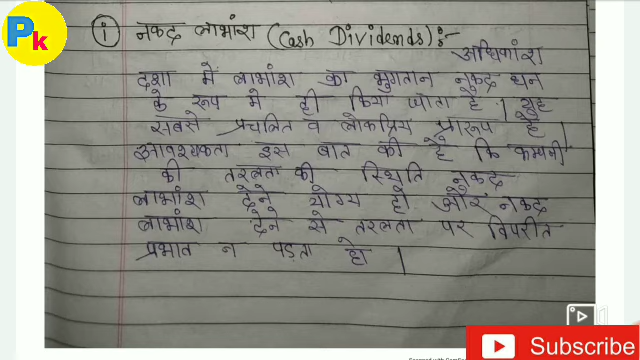 Pk
(i) नकद लाभांश (Cash Dividends):-
अधिकांश
दशा में लाभांश का भुगतान नकद धन
के रूप मे ही किया जाता है। यह
सबसे प्रचलित व लोकप्रिय प्रारूप है।
आवश्यकता इस बात की है कि कम्पनी
की तरलता की स्थिति नकद
लाभांश देने योग्य हो और नकद
लाभांश देने से तरलता पर विपरीत
प्रभाव न पड़ता हो।
Subscribe